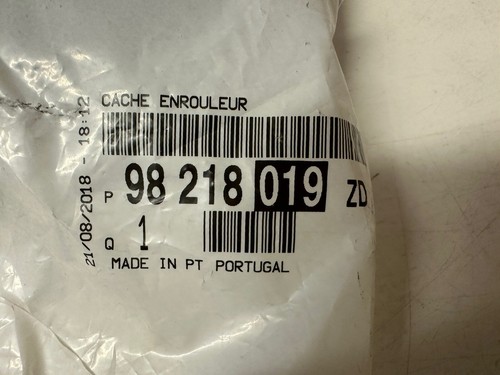 CACHE ENROULEUR
P 98 218 019 ZD
Q 1
MADE IN PT PORTUGAL
21/08/2018 - 18:12